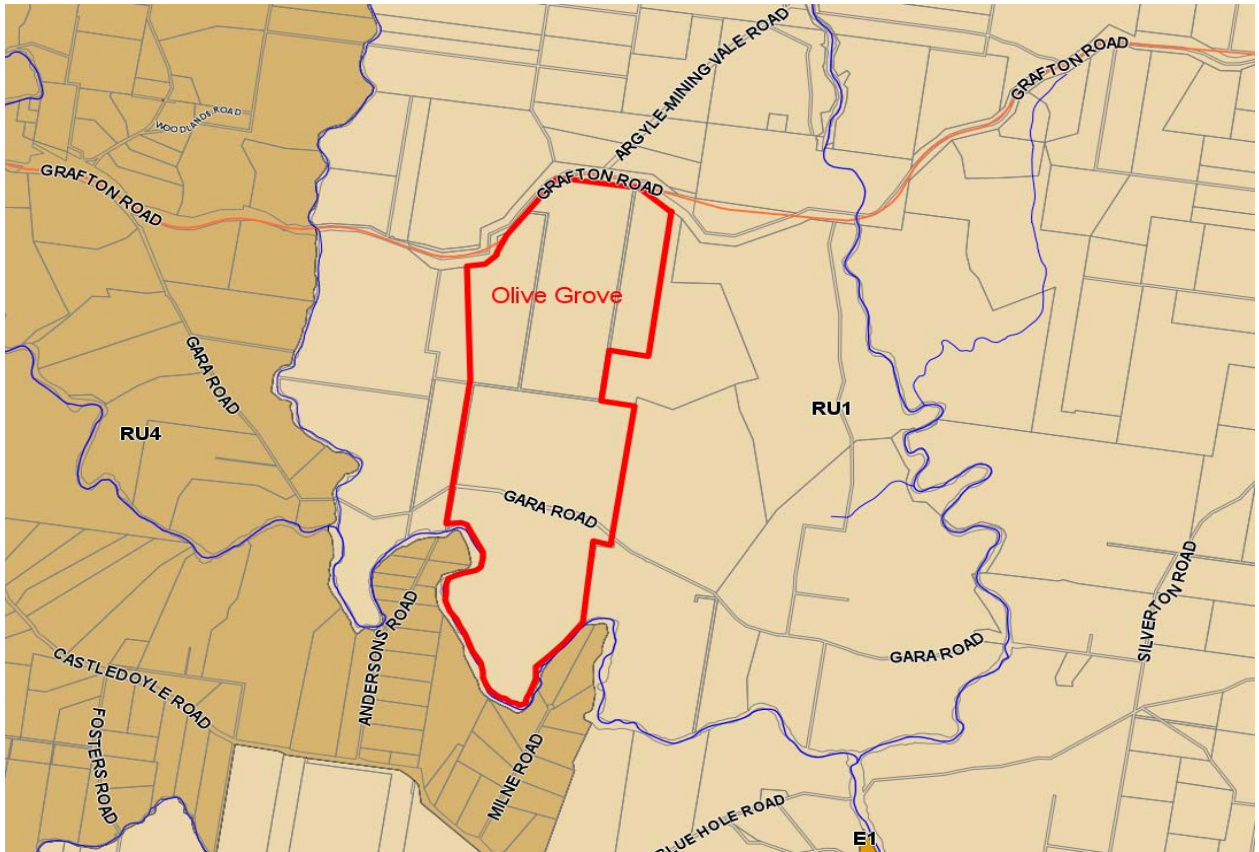 ARGYLE-MINING VALE ROAD
GRAFTON ROAD
WOODLANDS ROAD
GRAFTON ROAD
GRAFTON ROAD
Olive Grove
GARA ROAD
RU4
RU1
GARA ROAD
ANDERSONS ROAD
SILVERTON ROAD
GARA ROAD
CASTLEDOYLE ROAD
FOSTERS ROAD
MILNE ROAD
BLUE HOLE ROAD
E1